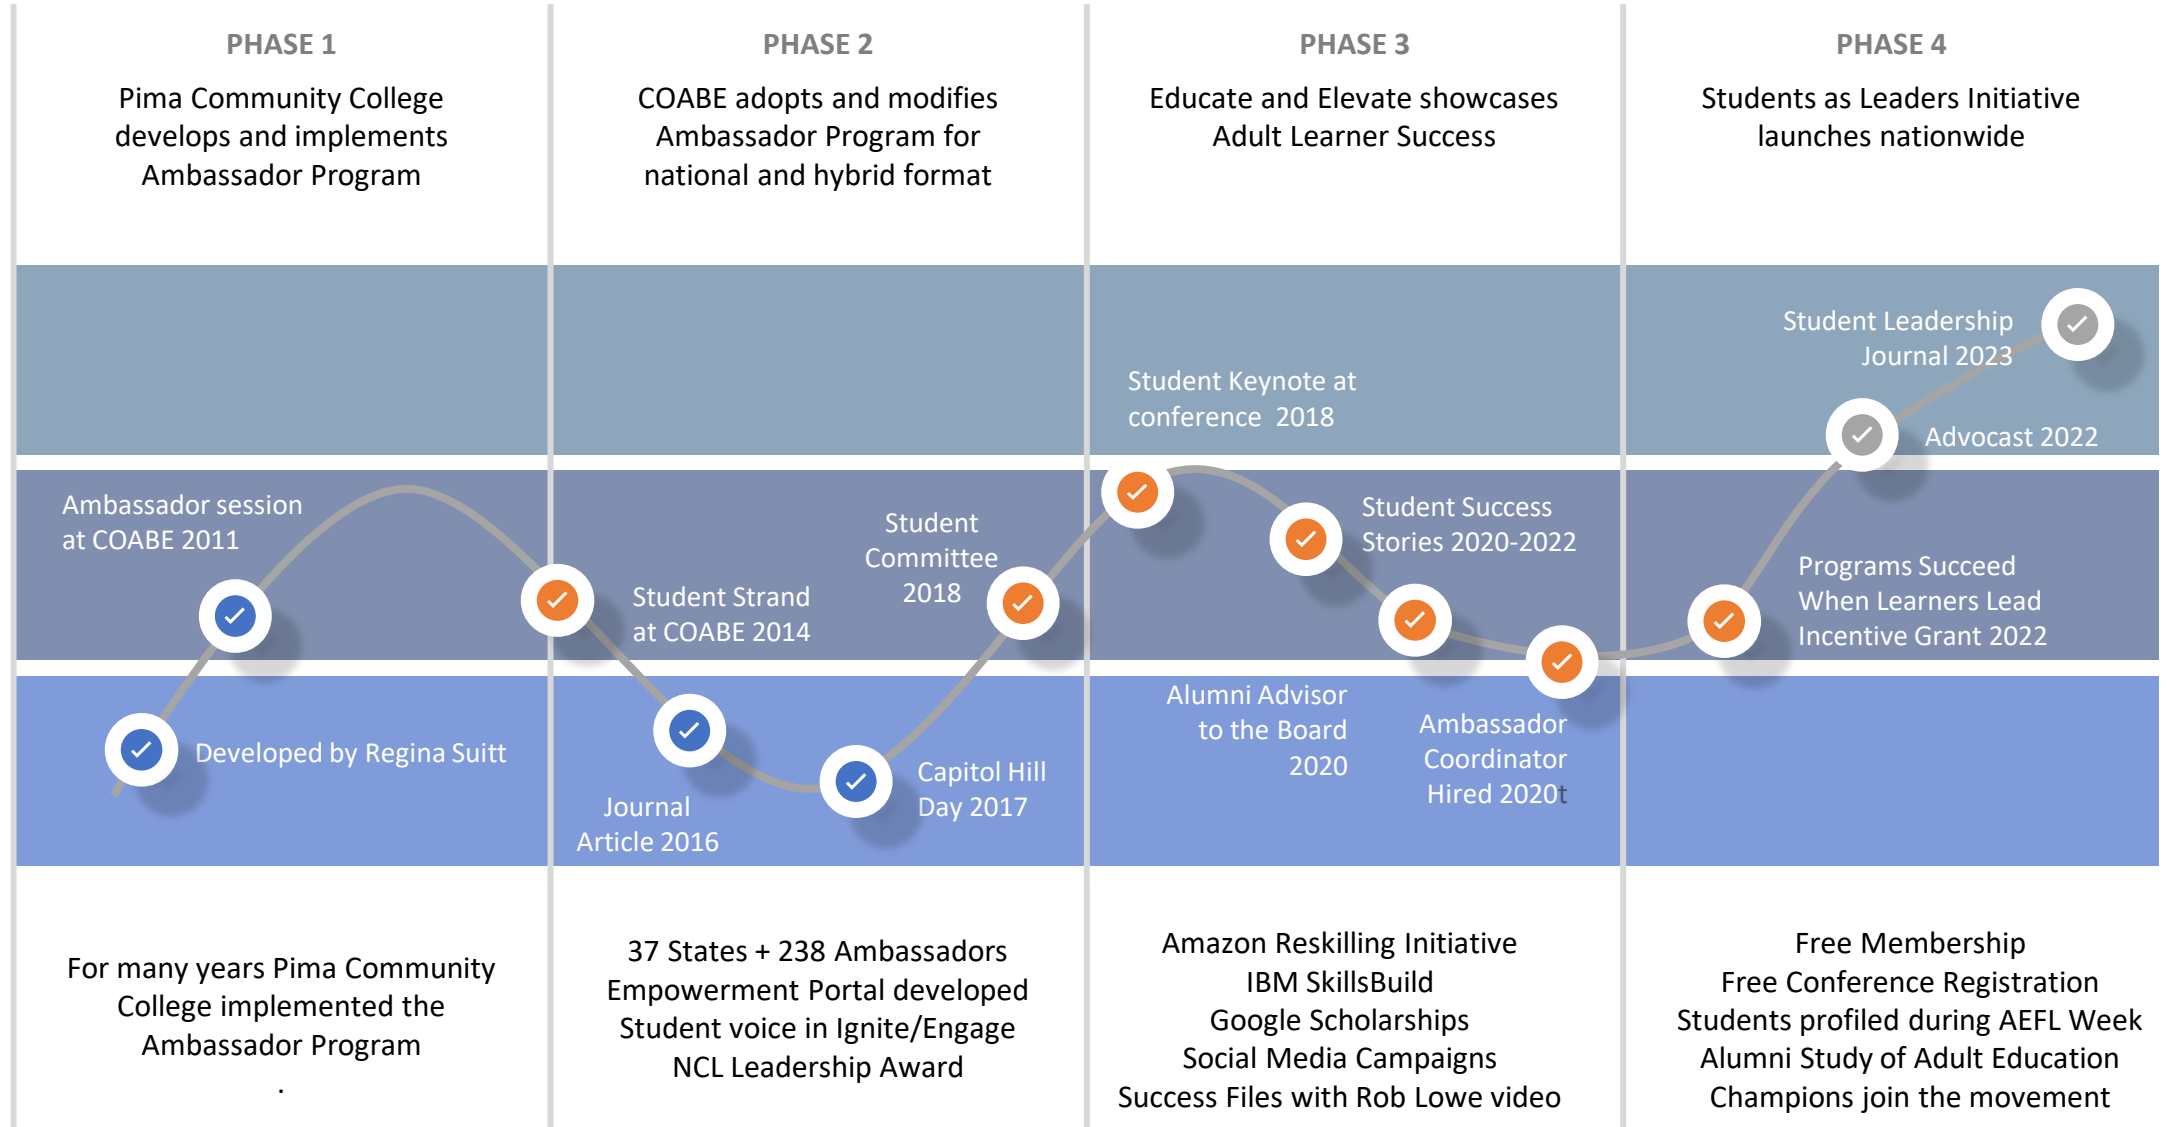 PHASE 1
Pima Community College
develops and implements
Ambassador Program
Ambassador session
at COABE 2011
Developed by Regina Suitt
For many years Pima Community
College implemented the
Ambassador Program
.
PHASE 2
COABE adopts and modifies
Ambassador Program for
national and hybrid format
Student Strand
at COABE 2014
Journal
Article 2016
Capitol Hill
Day 2017
Student
Committee
2018
37 States + 238 Ambassadors
Empowerment Portal developed
Student voice in Ignite/Engage
NCL Leadership Award
PHASE 3
Educate and Elevate showcases
Adult Learner Success
Student Keynote at
conference  2018
Student Success
Stories 2020-2022
Alumni Advisor
to the Board
2020
Ambassador
Coordinator
Hired 2020t
Amazon Reskilling Initiative
IBM SkillsBuild
Google Scholarships
Social Media Campaigns
Success Files with Rob Lowe video
PHASE 4
Students as Leaders Initiative
launches nationwide
Student Leadership
Journal 2023
Advocast 2022
Programs Succeed
When Learners Lead
Incentive Grant 2022
Free Membership
Free Conference Registration
Students profiled during AEFL Week
Alumni Study of Adult Education
Champions join the movement